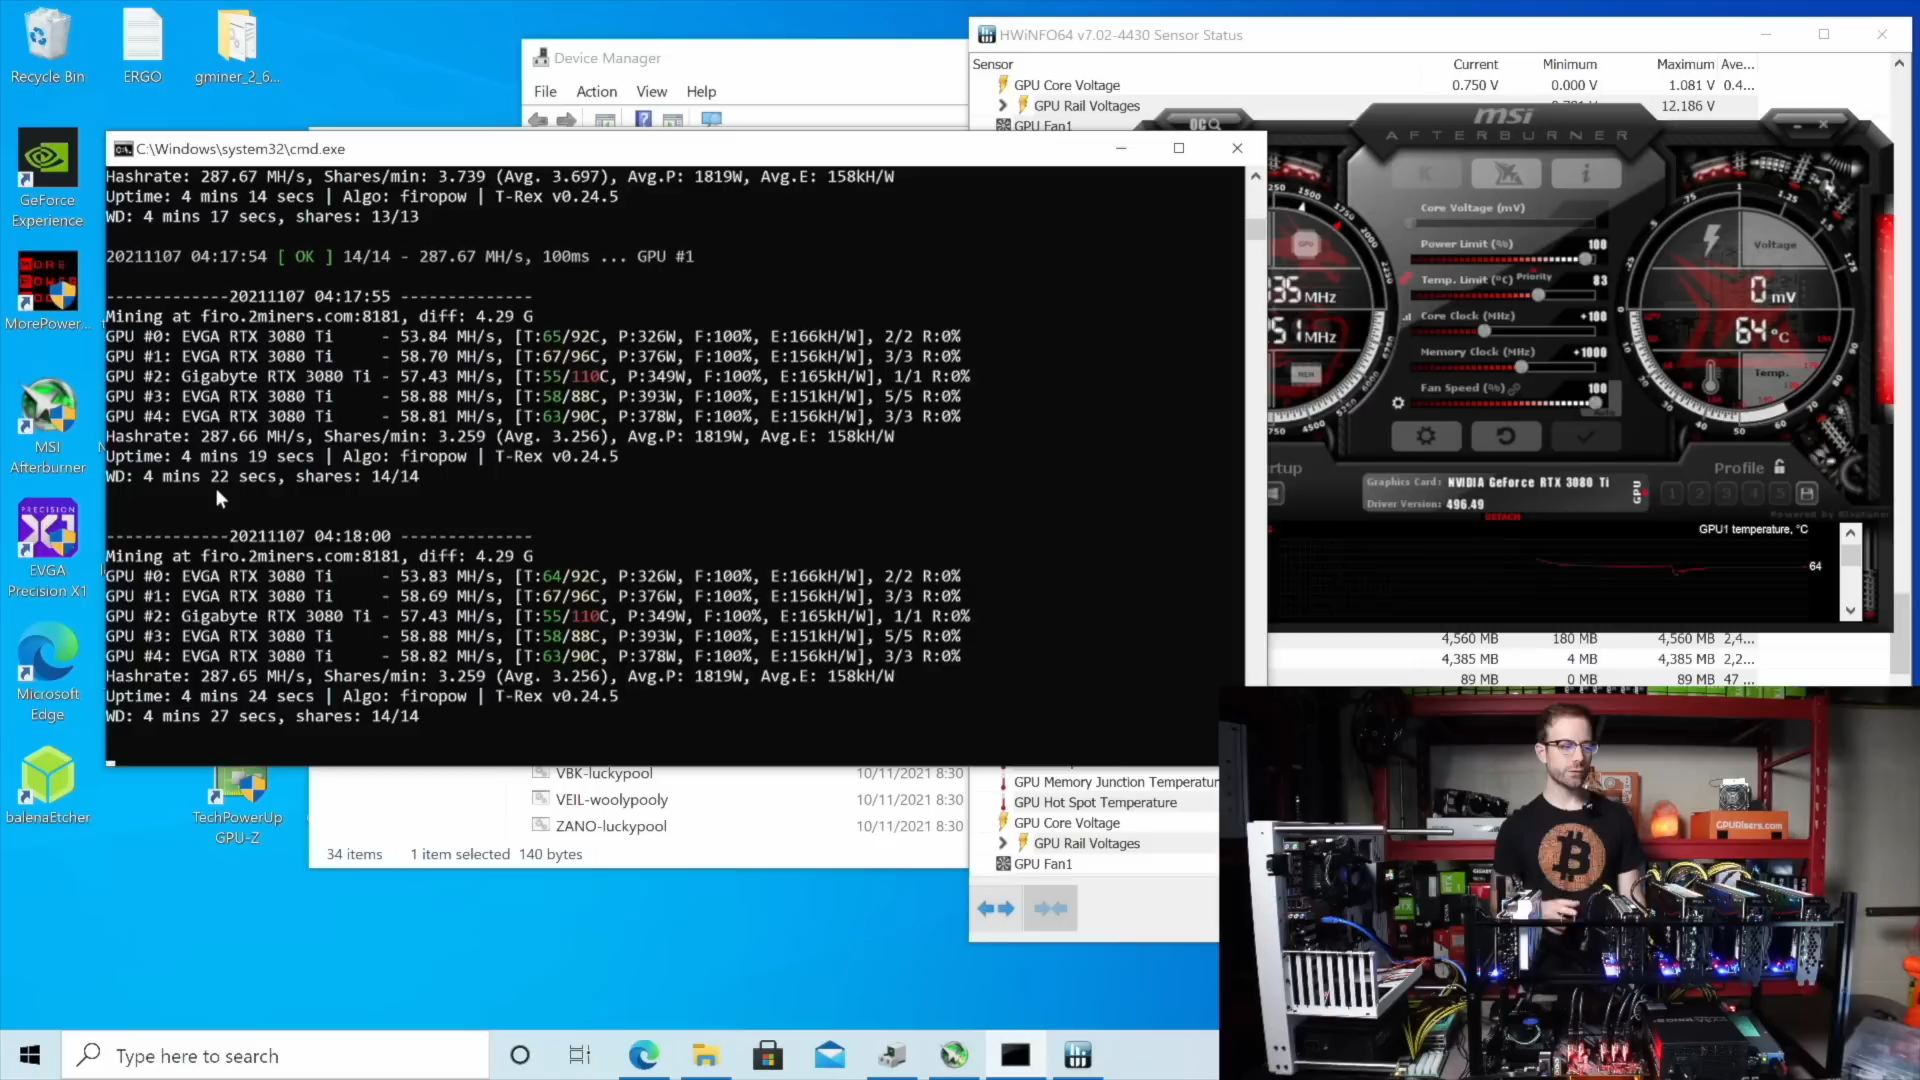 Recycle Bin
ERGO
gminer_2_6...
GeForce
Experience
MorePower...
MSI
Afterburner
EVGA
Precision X1
Microsoft
Edge
balenaEtcher
TechPowerUp
GPU-Z
Device Manager
File Action View Help
C:\Windows\system32\cmd.exe
Hashrate: 287.67 MH/s, Shares/min: 3.739 (Avg. 3.697), Avg.P: 1819W, Avg.E: 158kH/W
Uptime: 4 mins 14 secs | Algo: firopow | T-Rex v0.24.5
WD: 4 mins 17 secs, shares: 13/13
20211107 04:17:54 [ OK ] 14/14 - 287.67 MH/s, 100ms ... GPU #1
-------------20211107 04:17:55 --------------
Mining at firo.2miners.com:8181, diff: 4.29 G
GPU #0: EVGA RTX 3080 Ti - 53.84 MH/s, [T:65/92C, P:326W, F:100%, E:166kH/W], 2/2 R:0%
GPU #1: EVGA RTX 3080 Ti - 58.70 MH/s, [T:67/96C, P:376W, F:100%, E:156kH/W], 3/3 R:0%
GPU #2: Gigabyte RTX 3080 Ti - 57.43 MH/s, [T:55/110C, P:349W, F:100%, E:165kH/W], 1/1 R:0%
GPU #3: EVGA RTX 3080 Ti - 58.88 MH/s, [T:58/88C, P:393W, F:100%, E:151kH/W], 5/5 R:0%
GPU #4: EVGA RTX 3080 Ti - 58.81 MH/s, [T:63/90C, P:378W, F:100%, E:156kH/W], 3/3 R:0%
Hashrate: 287.66 MH/s, Shares/min: 3.259 (Avg. 3.256), Avg.P: 1819W, Avg.E: 158kH/W
Uptime: 4 mins 19 secs | Algo: firopow | T-Rex v0.24.5
WD: 4 mins 22 secs, shares: 14/14
-------------20211107 04:18:00 --------------
Mining at firo.2miners.com:8181, diff: 4.29 G
GPU #0: EVGA RTX 3080 Ti - 53.83 MH/s, [T:64/92C, P:326W, F:100%, E:166kH/W], 2/2 R:0%
GPU #1: EVGA RTX 3080 Ti - 58.69 MH/s, [T:67/96C, P:376W, F:100%, E:156kH/W], 3/3 R:0%
GPU #2: Gigabyte RTX 3080 Ti - 57.43 MH/s, [T:55/110C, P:349W, F:100%, E:165kH/W], 1/1 R:0%
GPU #3: EVGA RTX 3080 Ti - 58.88 MH/s, [T:58/88C, P:393W, F:100%, E:151kH/W], 5/5 R:0%
GPU #4: EVGA RTX 3080 Ti - 58.82 MH/s, [T:63/90C, P:378W, F:100%, E:156kH/W], 3/3 R:0%
Hashrate: 287.65 MH/s, Shares/min: 3.259 (Avg. 3.256), Avg.P: 1819W, Avg.E: 158kH/W
Uptime: 4 mins 24 secs | Algo: firopow | T-Rex v0.24.5
WD: 4 mins 27 secs, shares: 14/14
VBK-luckypool 10/11/2021 8:30
VEIL-woolypooly 10/11/2021 8:30
ZANO-luckypool 10/11/2021 8:30
34 items 1 item selected 140 bytes
HWiNFO64 v7.02-4430 Sensor Status
Sensor Current Minimum Maximum Ave...
GPU Core Voltage 0.750 V 0.000 V 1.081 V 0.4...
GPU Rail Voltages 12.186 V
GPU Fan1
msi
AFTERBURNER
Core Voltage (mV)
Power Limit (%) 100
Priority
Temp. Limit (°C) 83
Core Clock (MHz) +100
Memory Clock (MHz) +1000
Fan Speed (%) 100
Auto
Voltage
0 mV
64 °C
Temp.
Profile
1 2 3 4 5
Graphics Card: NVIDIA GeForce RTX 3080 Ti
Driver Version: 496.49
DETACH
GPU1 temperature, °C
64
4,560 MB 180 MB 4,560 MB 2,4...
4,385 MB 4 MB 4,385 MB 2,2...
89 MB 0 MB 89 MB 47 ...
GPU Memory Junction Temperatur
GPU Hot Spot Temperature
GPU Core Voltage
GPU Rail Voltages
GPU Fan1
GPURisers.com
Type here to search